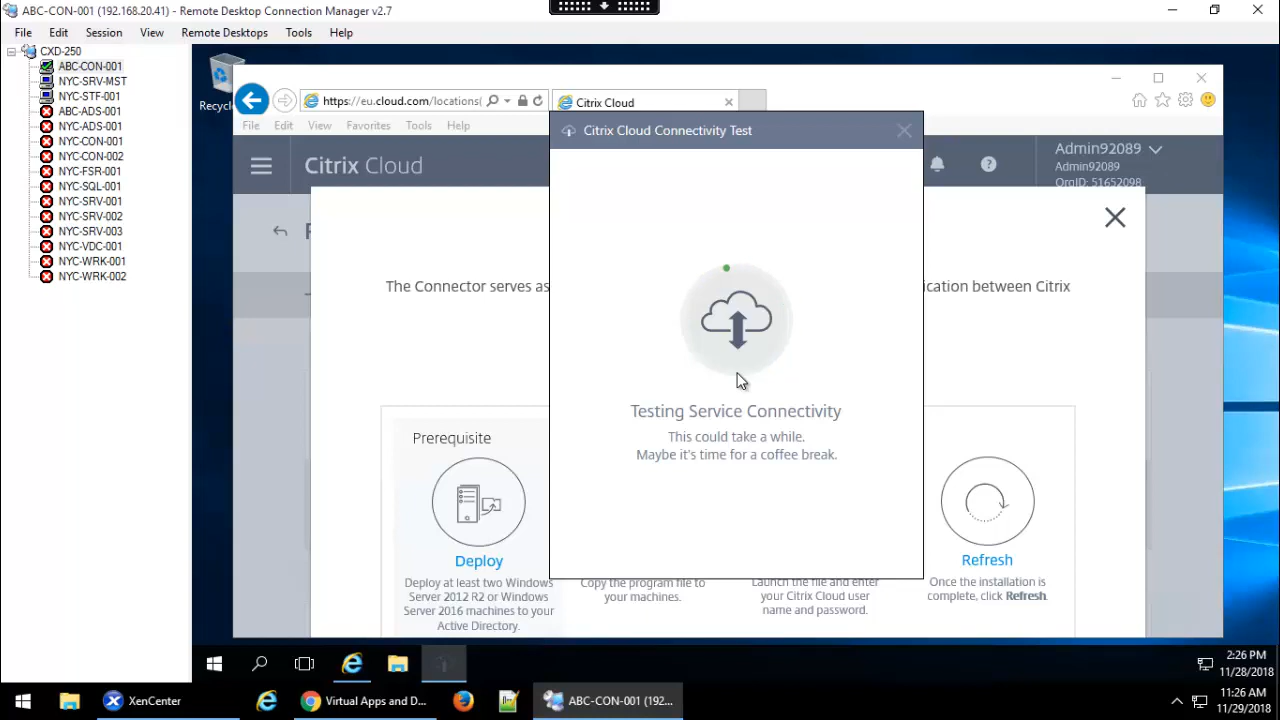 ABC-CON-001 (192.168.20.41) - Remote Desktop Connection Manager v2.7
File Edit Session View Remote Desktops Tools Help
CXD-250
ABC-CON-001
NYC-SRV-MST
NYC-STF-001
ABC-ADS-001
NYC-ADS-001
NYC-CON-001
NYC-CON-002
NYC-FSR-001
NYC-SQL-001
NYC-SRV-001
NYC-SRV-002
NYC-SRV-003
NYC-VDC-001
NYC-WRK-001
NYC-WRK-002
Recyc
https://eu.cloud.com/locations(
Citrix Cloud
File Edit View Favorites Tools Help
Citrix Cloud Connectivity Test
Citrix Cloud
Admin92089
Admin92089
OrgID: 51652098
The Connector serves as
ication between Citrix
Testing Service Connectivity
This could take a while.
Maybe it's time for a coffee break.
Prerequisite
Deploy
Deploy at least two Windows
Server 2012 R2 or Windows
Server 2016 machines to your
Active Directory.
Copy the program file to
your machines.
Launch the file and enter
your Citrix Cloud user
name and password.
Refresh
Once the installation is
complete, click Refresh.
2:26 PM
11/28/2018
XenCenter
Virtual Apps and D...
ABC-CON-001 (192...
11:26 AM
11/29/2018